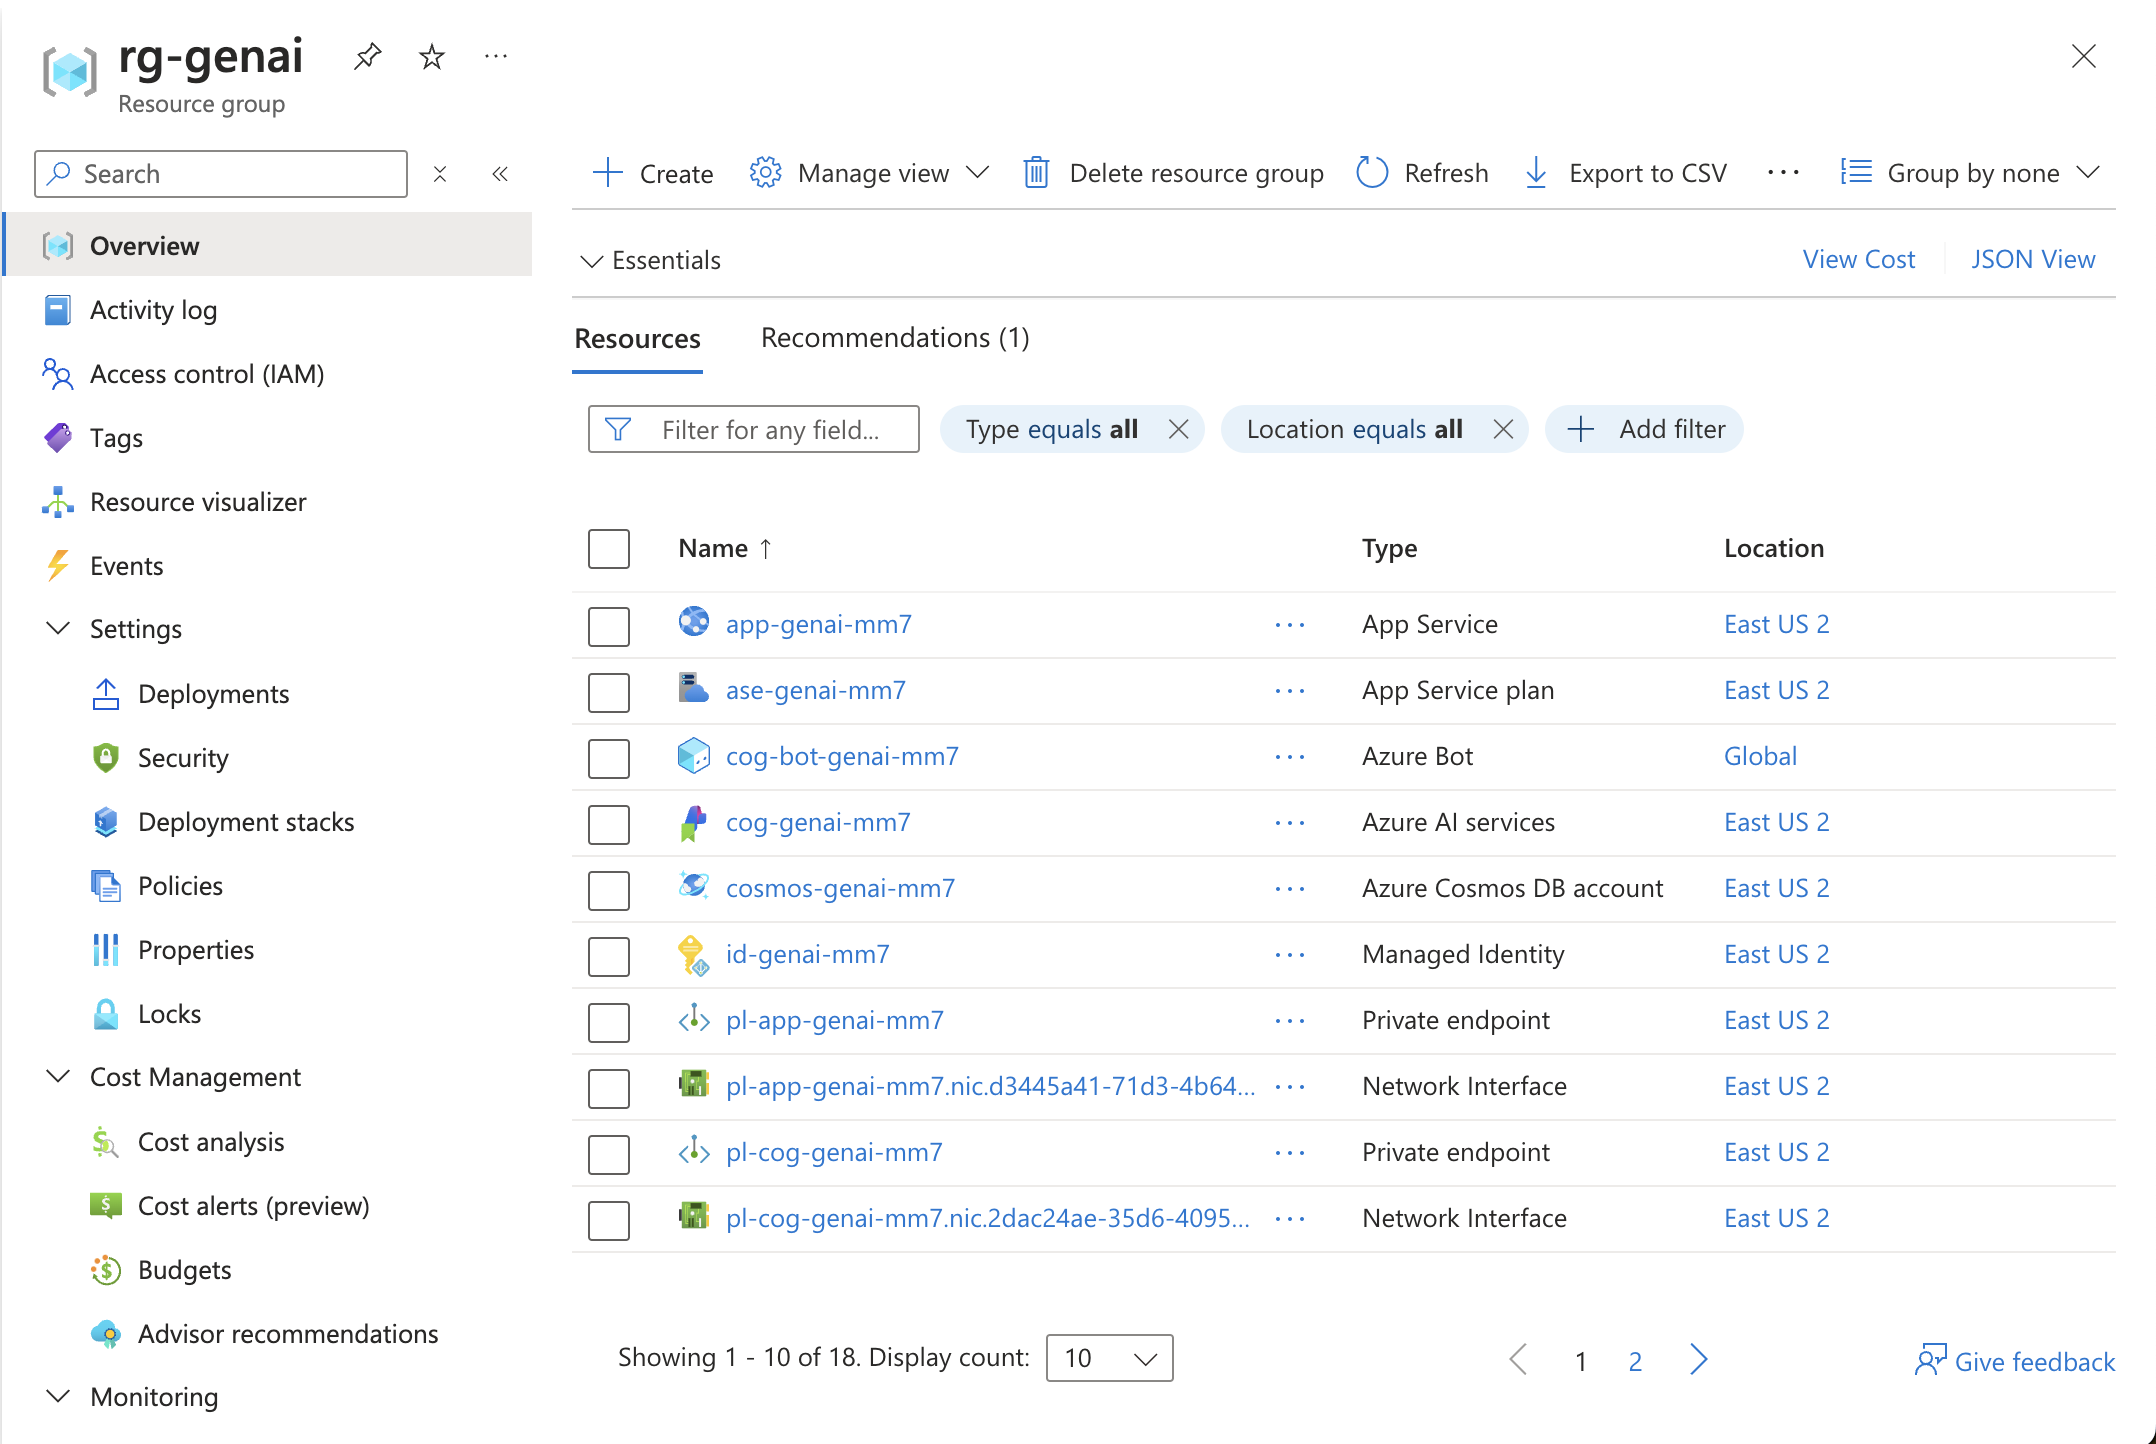 rg-genai
Resource group
Search
Overview
Activity log
Access control (IAM)
Tags
Resource visualizer
Events
Settings
Deployments
Security
Deployment stacks
Policies
Properties
Locks
Cost Management
Cost analysis
Cost alerts (preview)
Budgets
Advisor recommendations
Monitoring
Create Manage view Delete resource group Refresh Export to CSV ··· Group by none
Essentials View Cost JSON View
Resources Recommendations (1)
Filter for any field... Type equals all Location equals all Add filter
Name ↑ Type Location
app-genai-mm7 ··· App Service East US 2
ase-genai-mm7 ··· App Service plan East US 2
cog-bot-genai-mm7 ··· Azure Bot Global
cog-genai-mm7 ··· Azure AI services East US 2
cosmos-genai-mm7 ··· Azure Cosmos DB account East US 2
id-genai-mm7 ··· Managed Identity East US 2
pl-app-genai-mm7 ··· Private endpoint East US 2
pl-app-genai-mm7.nic.d3445a41-71d3-4b64... ··· Network Interface East US 2
pl-cog-genai-mm7 ··· Private endpoint East US 2
pl-cog-genai-mm7.nic.2dac24ae-35d6-4095... ··· Network Interface East US 2
Showing 1 - 10 of 18. Display count: 10 1 2 Give feedback